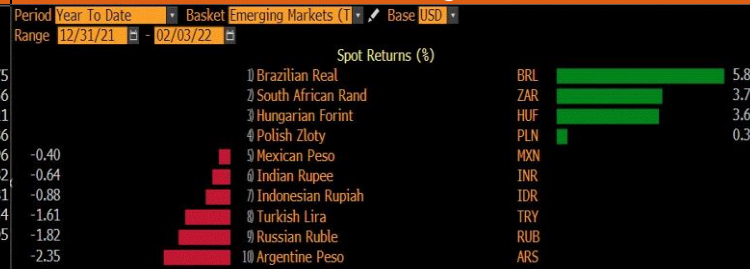 Period Year To Date Basket Emerging Markets (T Base USD
Range 12/31/21 - 02/03/22
Spot Returns (%)
1) Brazilian Real BRL 5.8
2) South African Rand ZAR 3.7
3) Hungarian Forint HUF 3.6
4) Polish Zloty PLN 0.3
-0.40 5) Mexican Peso MXN
-0.64 6) Indian Rupee INR
-0.88 7) Indonesian Rupiah IDR
-1.61 8) Turkish Lira TRY
-1.82 9) Russian Ruble RUB
-2.35 10) Argentine Peso ARS